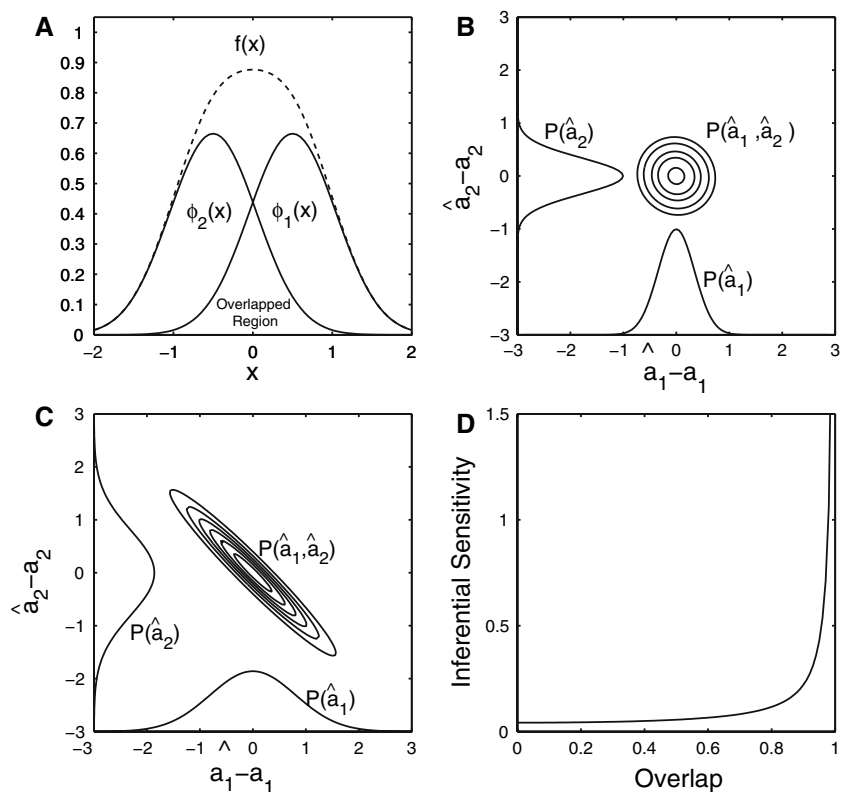 A
f(x)
ϕ2(x)
ϕ1(x)
Overlapped
Region
1
0.9
0.8
0.7
0.6
0.5
0.4
0.3
0.2
0.1
0
−2
−1
0
1
2
x
B
P(â2)
P(â1,â2)
P(â1)
3
2
1
0
−1
−2
−3
−3
−2
−1
0
1
2
3
â2−a2
â1−a1
C
P(â1,â2)
P(â2)
P(â1)
3
2
1
0
−1
−2
−3
−3
−2
−1
0
1
2
3
â2−a2
â1−a1
D
1.5
1
0.5
0
0
0.2
0.4
0.6
0.8
1
Inferential Sensitivity
Overlap